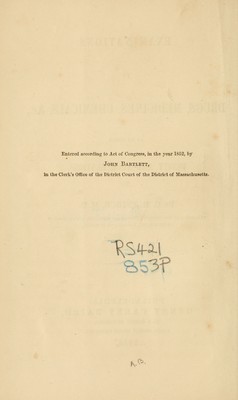 Entered according to Act of Congress, in the year 1852, by
JOHN BARTLETT,
in the Clerk's Office of the District Court of the District of Massachusetts.
RS421
853P
A.B.